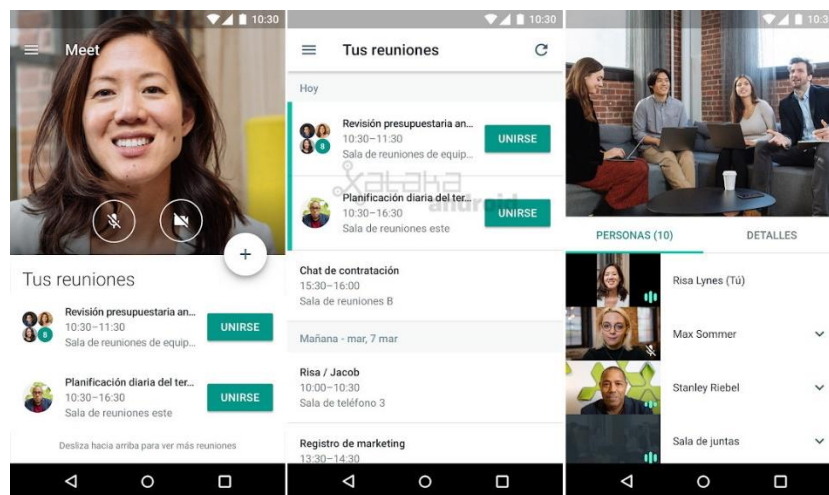 10:30
Meet
Tus reuniones
Revisión presupuestaria an...
10:30–11:30
Sala de reuniones de equip...
UNIRSE
8
Planificación diaria del ter...
10:30–16:30
Sala de reuniones este
UNIRSE
Desliza hacia arriba para ver más reuniones
10:30
Tus reuniones
Hoy
Revisión presupuestaria an...
10:30–11:30
Sala de reuniones de equip...
UNIRSE
8
xataka
android
Planificación diaria del ter...
10:30–16:30
Sala de reuniones este
UNIRSE
Chat de contratación
15:30–16:00
Sala de reuniones B
Mañana - mar, 7 mar
Risa / Jacob
10:00–10:30
Sala de teléfono 3
Registro de marketing
13:30–14:30
PERSONAS (10)
DETALLES
Risa Lynes (Tú)
Max Sommer
Stanley Riebel
Sala de juntas